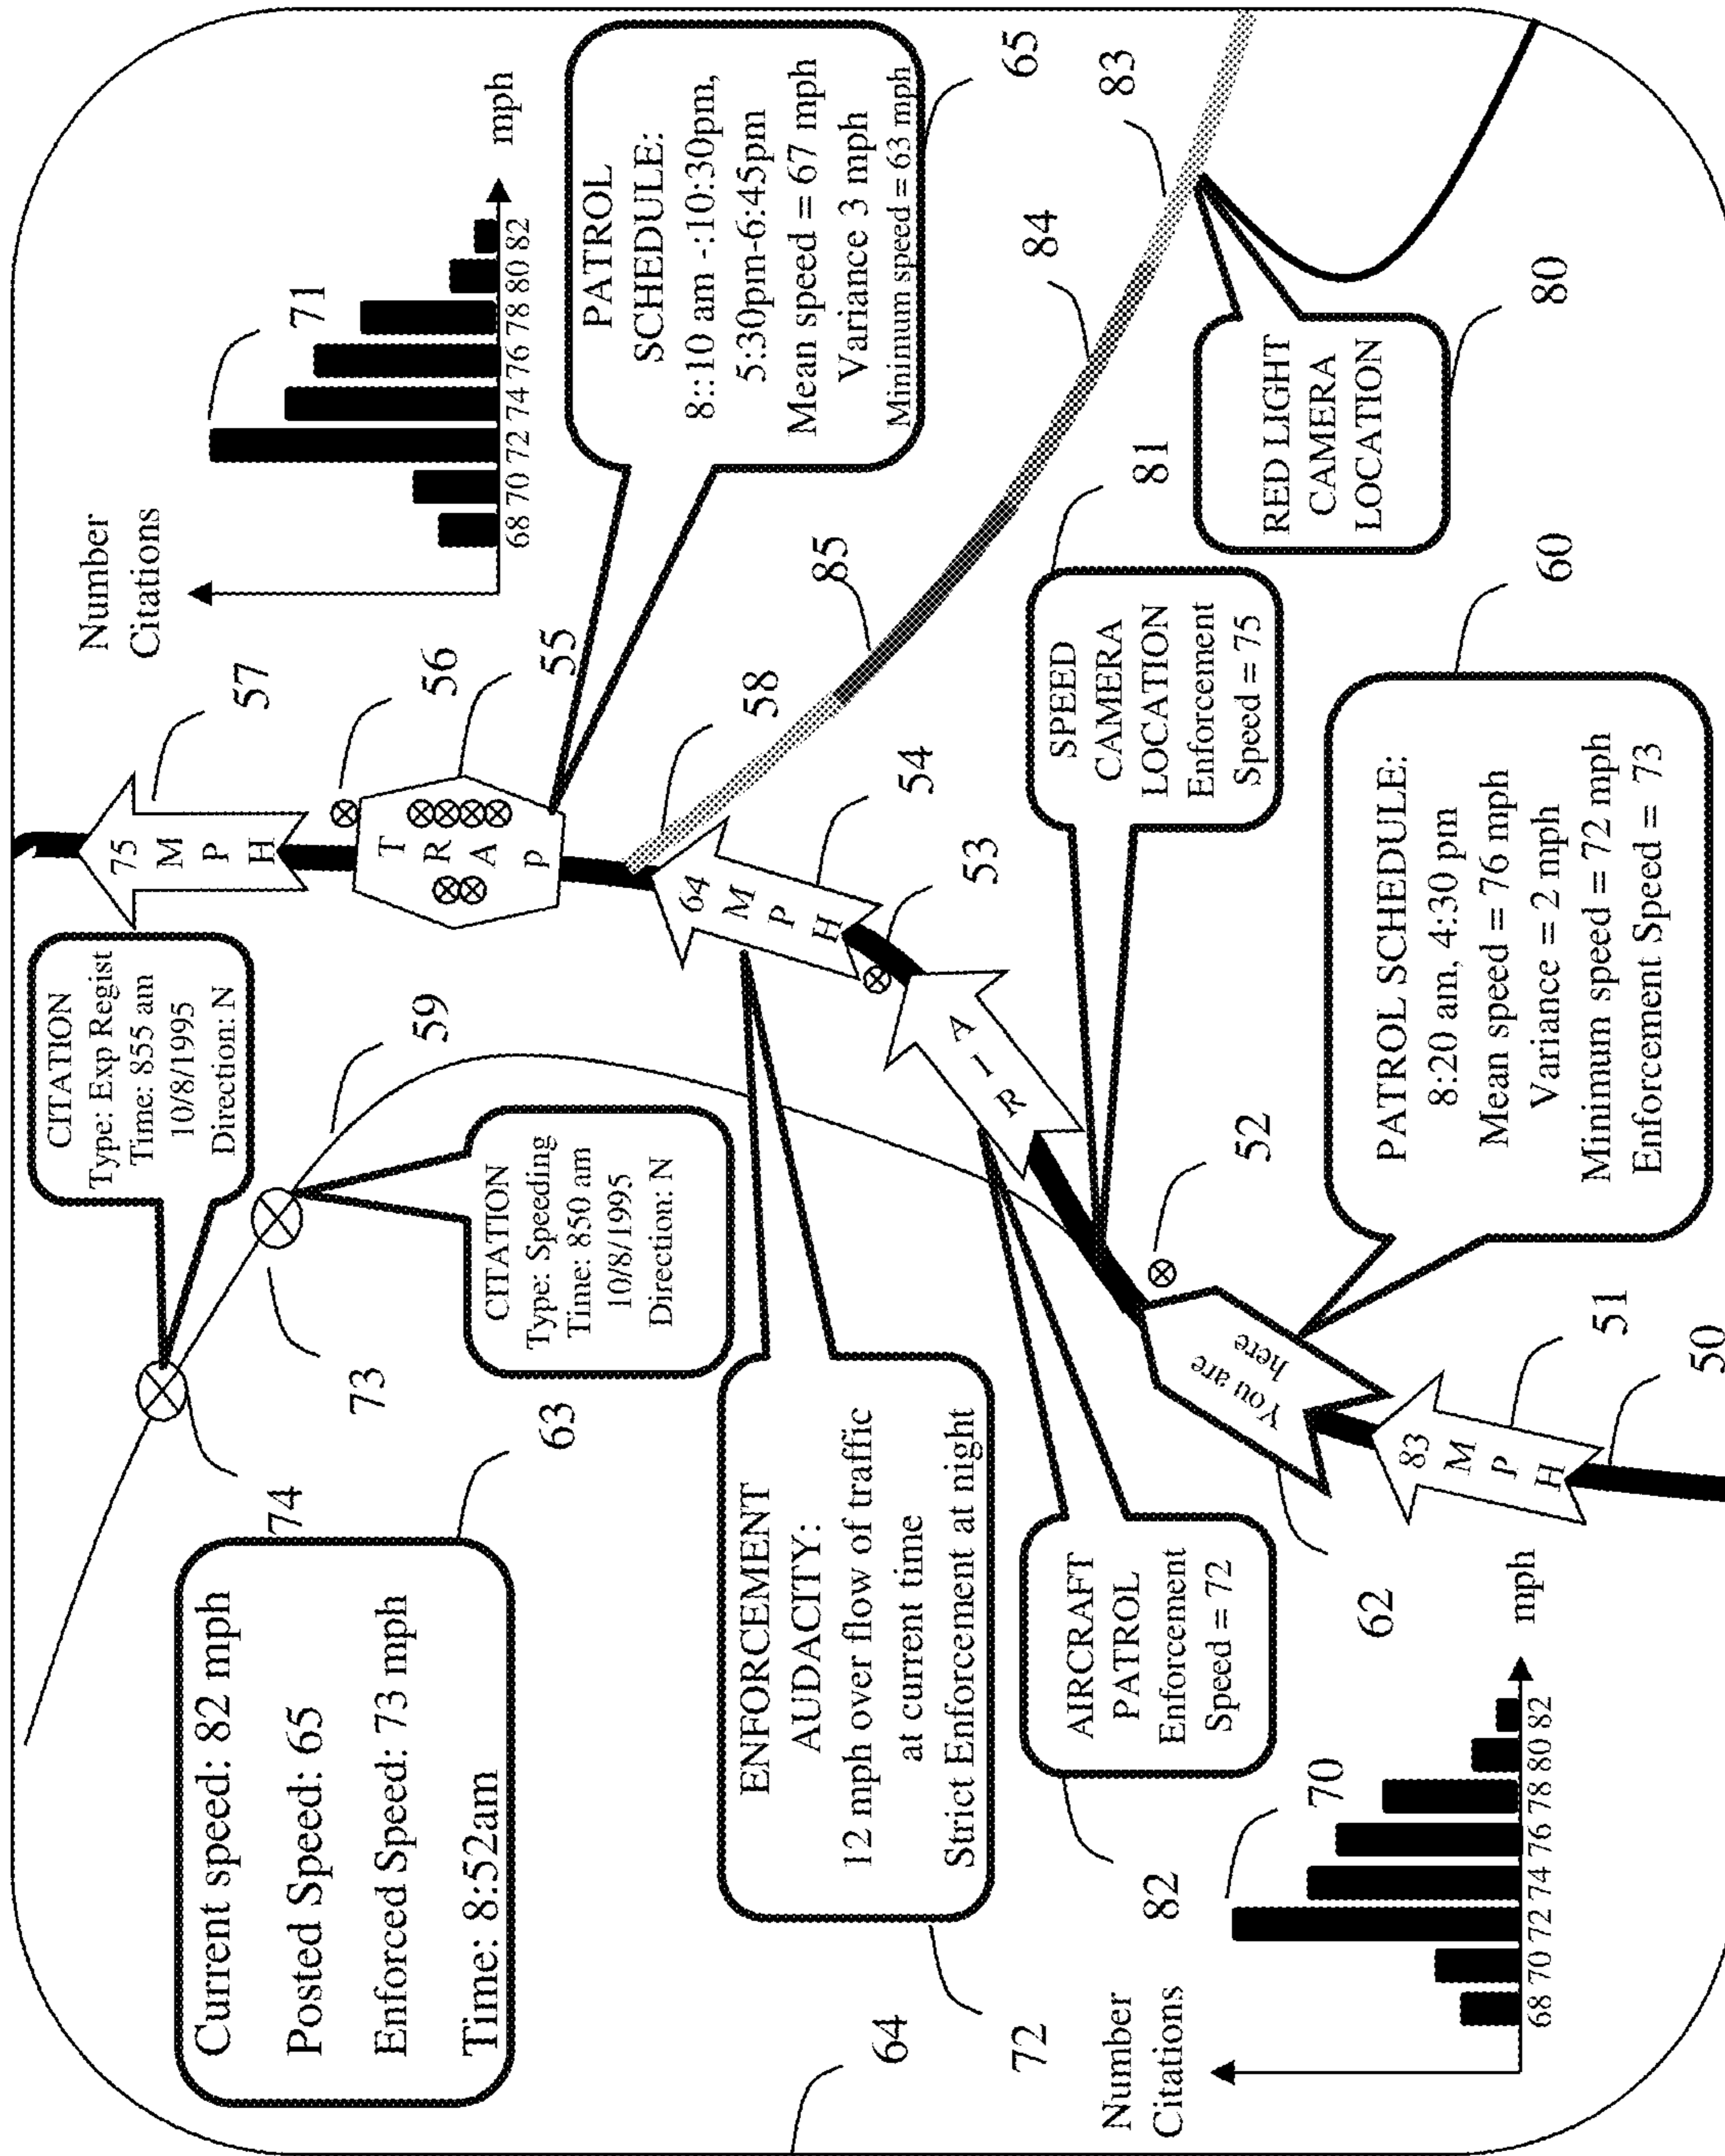 Current speed: 82 mph
Posted Speed: 65
Enforced Speed: 73 mph
Time: 8:52am
63
74
73
CITATION
Type: Exp Regist
Time: 855 am
10/8/1995
Direction: N
CITATION
Type: Speeding
Time: 850 am
10/8/1995
Direction: N
59
57
75
M
P
H
56
T
R
A
P
55
58
Number
Citations
71
68 70 72 74 76 78 80 82
mph
PATROL
SCHEDULE:
8::10 am -:10:30pm,
5:30pm-6:45pm
Mean speed = 67 mph
Variance 3 mph
Minimum speed = 63 mph
65
83
84
85
64
M
P
H
54
53
A
I
R
ENFORCEMENT
AUDACITY:
12 mph over flow of traffic
at current time
Strict Enforcement at night
72
64
AIRCRAFT
PATROL
Enforcement
Speed = 72
82
SPEED
CAMERA
LOCATION
Enforcement
Speed = 75
81
RED LIGHT
CAMERA
LOCATION
80
52
You are
here
62
83
M
P
H
51
50
PATROL SCHEDULE:
8:20 am, 4:30 pm
Mean speed = 76 mph
Variance = 2 mph
Minimum speed = 72 mph
Enforcement Speed = 73
60
Number
Citations
70
68 70 72 74 76 78 80 82
mph